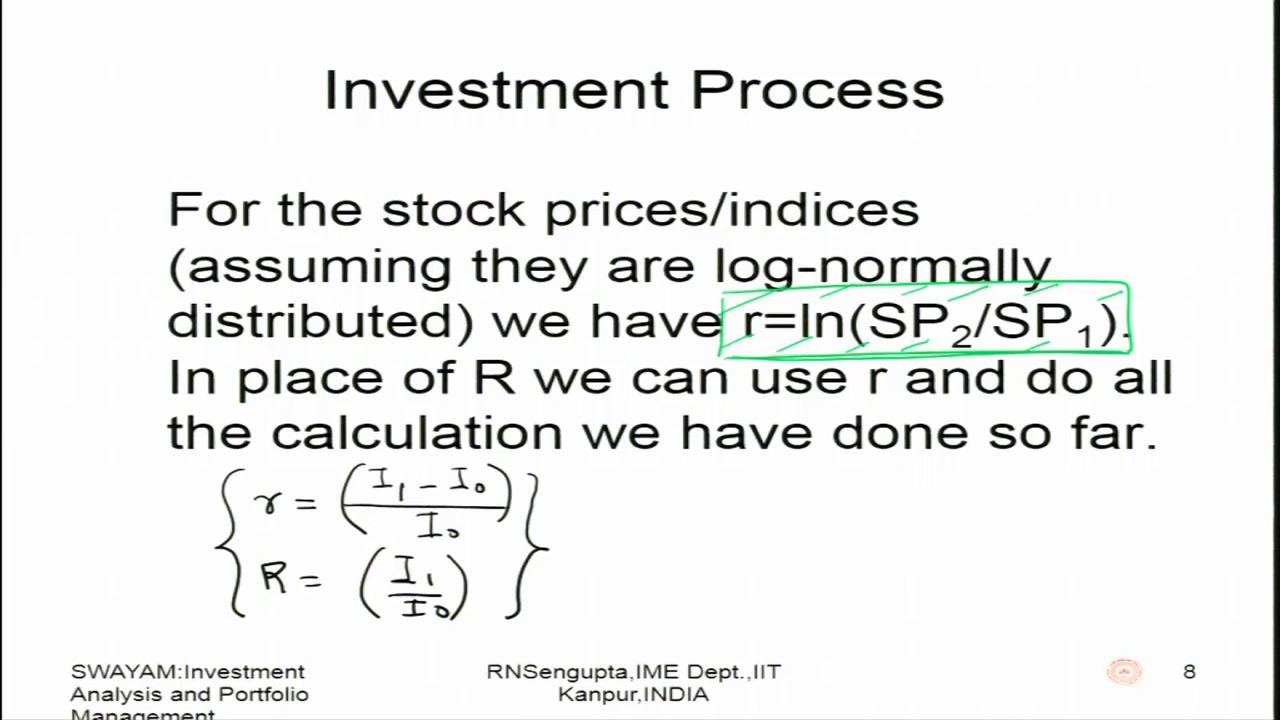 Investment Process
For the stock prices/indices
(assuming they are log-normally
distributed) we have r=ln(SP₂/SP₁).
In place of R we can use r and do all
the calculation we have done so far.
r = (I₁ - I₀ / I₀)
R = (I₁ / I₀)
SWAYAM:Investment
Analysis and Portfolio
Management
RNSengupta,IME Dept.,IIT
Kanpur,INDIA
8